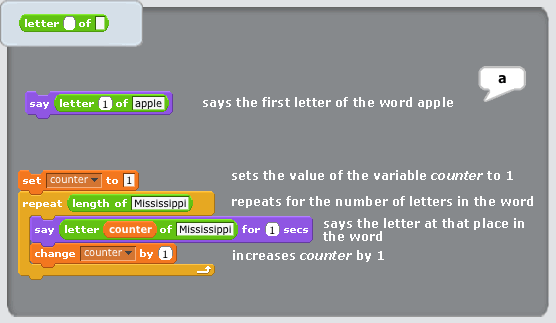 letter of
a
say letter 1 of apple says the first letter of the word apple
set counter to 1 sets the value of the variable counter to 1
repeat length of Mississippi repeats for the number of letters in the word
say letter counter of Mississippi for 1 secs says the letter at that place in
the word
change counter by 1 increases counter by 1